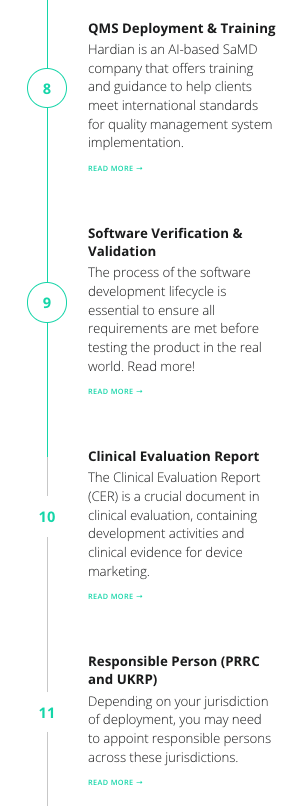 QMS Deployment & Training
Hardian is an AI-based SaMD
company that offers training
and guidance to help clients
meet international standards
for quality management system
implementation.
8
READ MORE →
Software Verification &
Validation
The process of the software
development lifecycle is
essential to ensure all
requirements are met before
testing the product in the real
world. Read more!
9
READ MORE →
Clinical Evaluation Report
The Clinical Evaluation Report
(CER) is a crucial document in
clinical evaluation, containing
development activities and
clinical evidence for device
marketing.
10
READ MORE →
Responsible Person (PRRC
and UKRP)
Depending on your jurisdiction
of deployment, you may need
to appoint responsible persons
across these jurisdictions.
11
READ MORE →